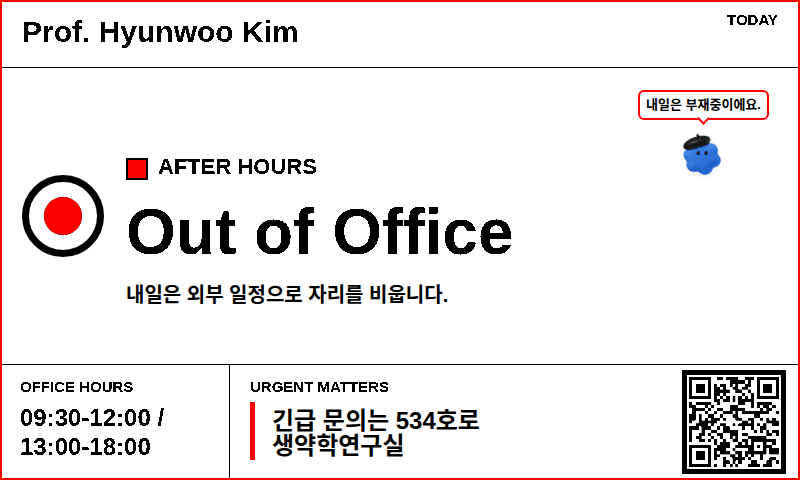 Prof. Hyunwoo Kim
TODAY
내일은 부재중이에요.
AFTER HOURS
Out of Office
내일은 외부 일정으로 자리를 비웁니다.
OFFICE HOURS
09:30-12:00 /
13:00-18:00
URGENT MATTERS
긴급 문의는 534호로
생약학연구실